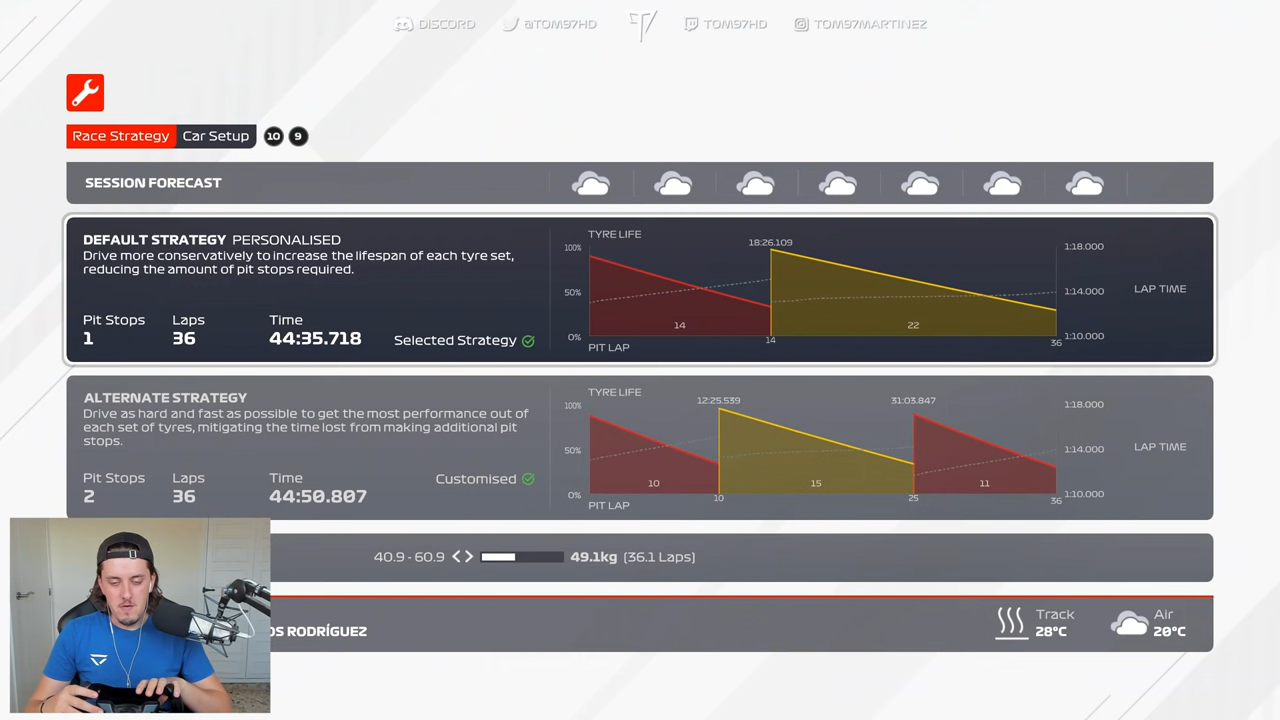 DISCORD @TOM97HD TOM97HD TOM97MARTINEZ
Race Strategy Car Setup 10 9
SESSION FORECAST
DEFAULT STRATEGY PERSONALISED
Drive more conservatively to increase the lifespan of each tyre set,
reducing the amount of pit stops required.
Pit Stops Laps Time
1 36 44:35.718 Selected Strategy
TYRE LIFE
18:26.109
100% 1:18.000
50% 1:14.000 LAP TIME
14 22
0% 1:10.000
PIT LAP 14 36
ALTERNATE STRATEGY
Drive as hard and fast as possible to get the most performance out of
each set of tyres, mitigating the time lost from making additional pit
stops.
Pit Stops Laps Time
2 36 44:50.807 Customised
TYRE LIFE
12:25.539 31:03.847
100% 1:18.000
50% 1:14.000 LAP TIME
10 15 11
0% 1:10.000
PIT LAP 10 25 36
40.9 - 60.9 <> 49.1kg (36.1 Laps)
OS RODRÍGUEZ
Track
28°C
Air
20°C